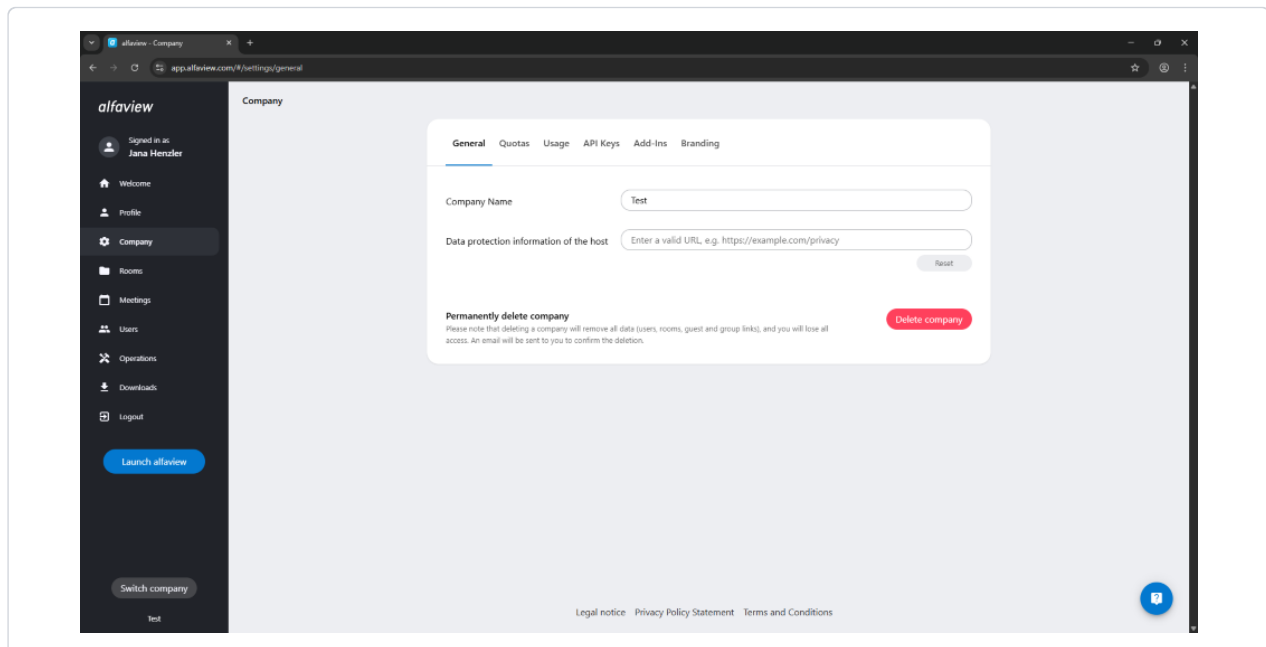 alfaview - Company
app.alfaview.com/#/settings/general
alfaview
Company
Signed in as
Jana Henzler
Welcome
Profile
Company
Rooms
Meetings
Users
Operations
Downloads
Logout
Launch alfaview
Switch company
Test
General Quotas Usage API Keys Add-Ins Branding
Company Name Test
Data protection information of the host Enter a valid URL, e.g. https://example.com/privacy
Reset
Permanently delete company
Please note that deleting a company will remove all data (users, rooms, guest and group links), and you will lose all
access. An email will be sent to you to confirm the deletion.
Delete company
Legal notice Privacy Policy Statement Terms and Conditions